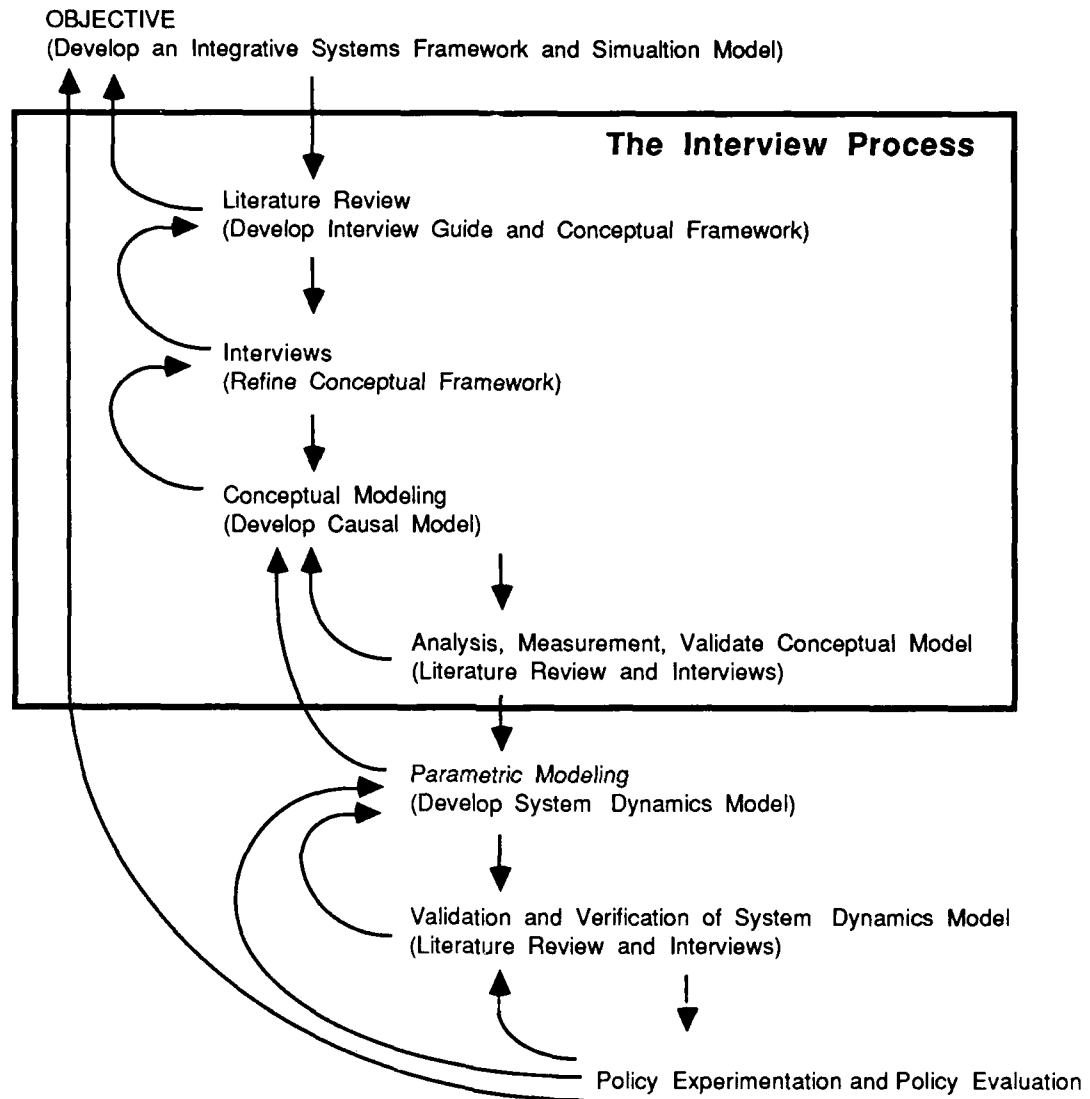 OBJECTIVE
(Develop an Integrative Systems Framework and Simualtion Model)
The Interview Process
Literature Review
(Develop Interview Guide and Conceptual Framework)
Interviews
(Refine Conceptual Framework)
Conceptual Modeling
(Develop Causal Model)
Analysis, Measurement, Validate Conceptual Model
(Literature Review and Interviews)
Parametric Modeling
(Develop System Dynamics Model)
Validation and Verification of System Dynamics Model
(Literature Review and Interviews)
Policy Experimentation and Policy Evaluation